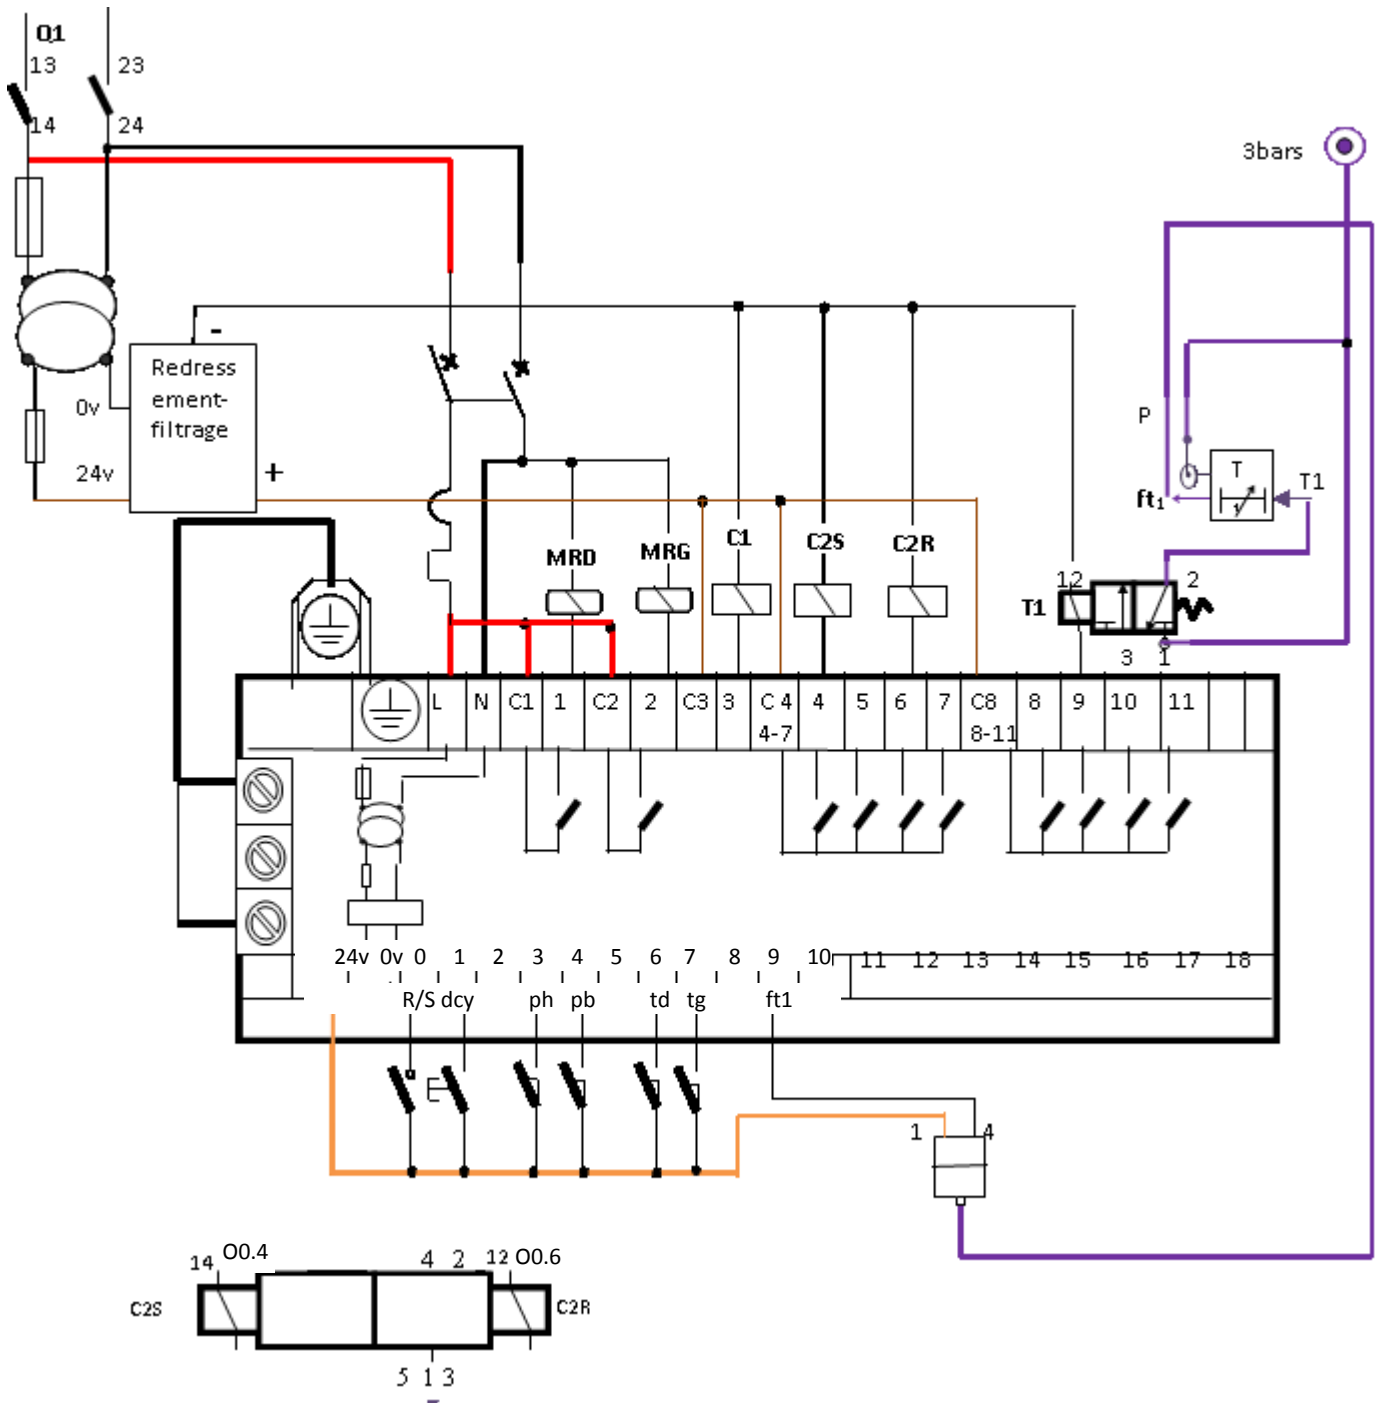 Q1
13 23
14 24
3bars
-
Redress
ement-
filtrage
0v
24v
+
P
T
T1
ft₁
MRD
MRG
C1
C2S
C2R
12
2
T1
3 1
L N C1 1 C2 2 C3 3 C 4 4 5 6 7 C8 8 9 10 11
4-7 8-11
24v 0v 0 1 2 3 4 5 6 7 8 9 10 11 12 13 14 15 16 17 18
R/S dcy ph pb td tg ft1
1 4
14 O0.4 4 2 12 O0.6
C2S C2R
5 1 3